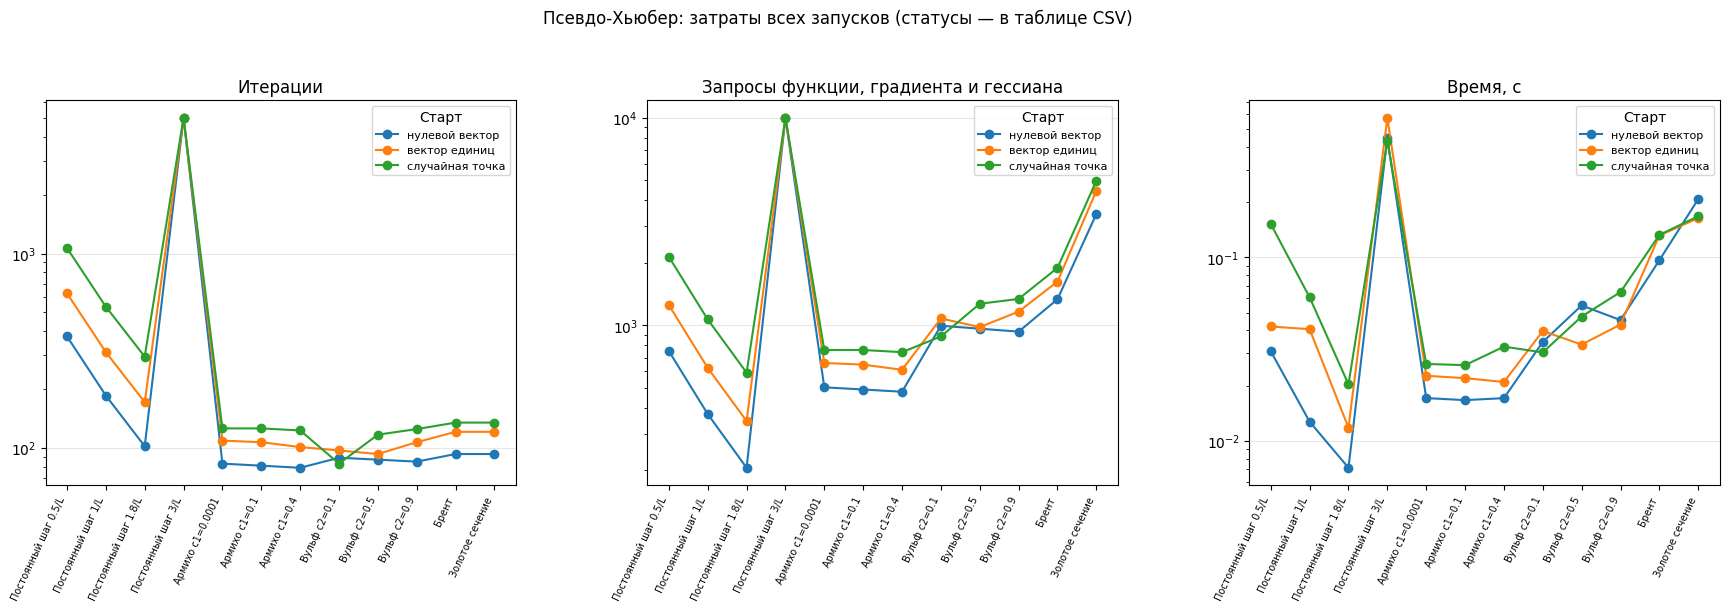 Псевдо-Хьюбер: затраты всех запусков (статусы — в таблице CSV)
Итерации
10^3
10^2
Старт
нулевой вектор
вектор единиц
случайная точка
Постоянный шаг 0.5/L
Постоянный шаг 1/L
Постоянный шаг 1.8/L
Постоянный шаг 3/L
Армихо c1=0.0001
Армихо c1=0.1
Армихо c1=0.4
Вульф c2=0.1
Вульф c2=0.5
Вульф c2=0.9
Брент
Золотое сечение
Запросы функции, градиента и гессиана
10^4
10^3
Старт
нулевой вектор
вектор единиц
случайная точка
Постоянный шаг 0.5/L
Постоянный шаг 1/L
Постоянный шаг 1.8/L
Постоянный шаг 3/L
Армихо c1=0.0001
Армихо c1=0.1
Армихо c1=0.4
Вульф c2=0.1
Вульф c2=0.5
Вульф c2=0.9
Брент
Золотое сечение
Время, с
10^−1
10^−2
Старт
нулевой вектор
вектор единиц
случайная точка
Постоянный шаг 0.5/L
Постоянный шаг 1/L
Постоянный шаг 1.8/L
Постоянный шаг 3/L
Армихо c1=0.0001
Армихо c1=0.1
Армихо c1=0.4
Вульф c2=0.1
Вульф c2=0.5
Вульф c2=0.9
Брент
Золотое сечение